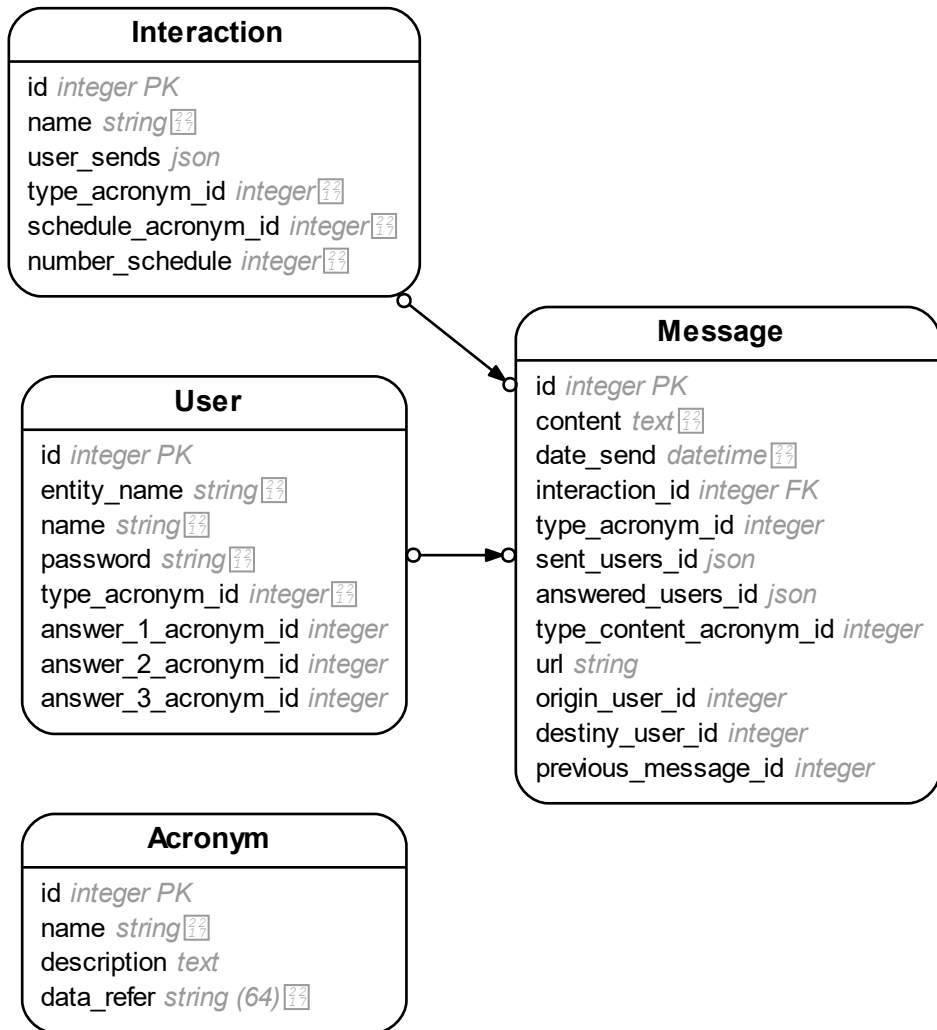 Interaction
id integer PK
name string
user_sends json
type_acronym_id integer
schedule_acronym_id integer
number_schedule integer
User
id integer PK
entity_name string
name string
password string
type_acronym_id integer
answer_1_acronym_id integer
answer_2_acronym_id integer
answer_3_acronym_id integer
Acronym
id integer PK
name string
description text
data_refer string (64)
Message
id integer PK
content text
date_send datetime
interaction_id integer FK
type_acronym_id integer
sent_users_id json
answered_users_id json
type_content_acronym_id integer
url string
origin_user_id integer
destiny_user_id integer
previous_message_id integer